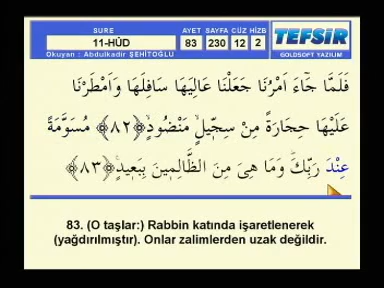 SURE AYET SAYFA CÜZ HİZB
11-HÛD 83 230 12 2
Okuyan : Abdulkadir ŞEHİTOĞLU
TEFSİR
GOLDSOFT YAZILIM
فَلَمَّا جَٓاءَ اَمْرُنَا جَعَلْنَا عَالِيَهَا سَافِلَهَا وَاَمْطَرْنَا
عَلَيْهَا حِجَارَةً مِنْ سِجّ۪يلٍۙ مَنْضُودٍۙ ﴿٨٢﴾ مُسَوَّمَةً
عِنْدَ رَبِّكَۜ وَمَا هِيَ مِنَ الظَّالِم۪ينَ بِبَع۪يدٍ۟ ﴿٨٣﴾
83. (O taşlar:) Rabbin katında işaretlenerek
(yağdırılmıştır). Onlar zalimlerden uzak değildir.